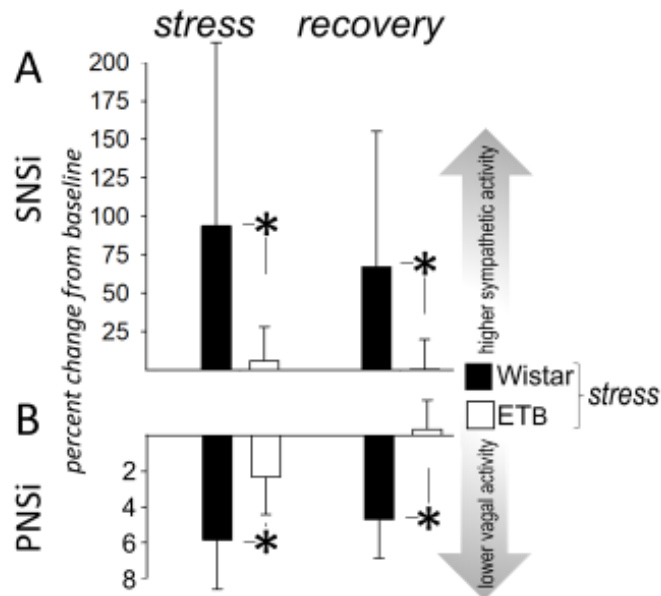 stress recovery
A
SNSi
percent change from baseline
200
175
150
125
100
75
50
25
*
*
higher sympathetic activity
Wistar
ETB
stress
B
PNSi
2
4
6
8
*
*
lower vagal activity